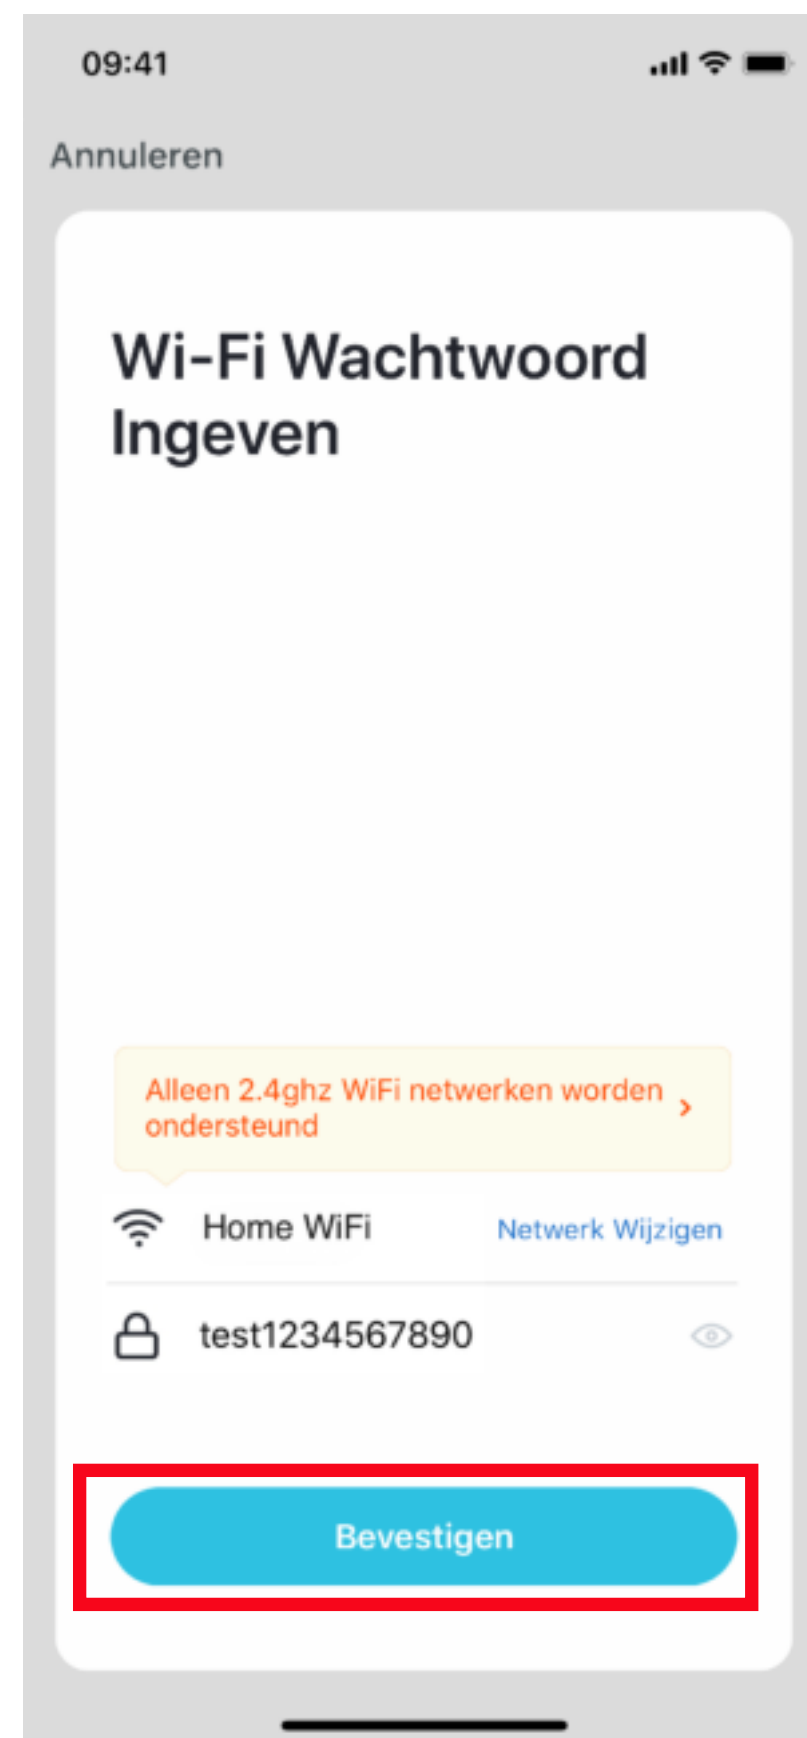 09:41
Annuleren
Wi-Fi Wachtwoord
Ingeven
Alleen 2.4ghz WiFi netwerken worden
ondersteund
Home WiFi Netwerk Wijzigen
test1234567890
Bevestigen